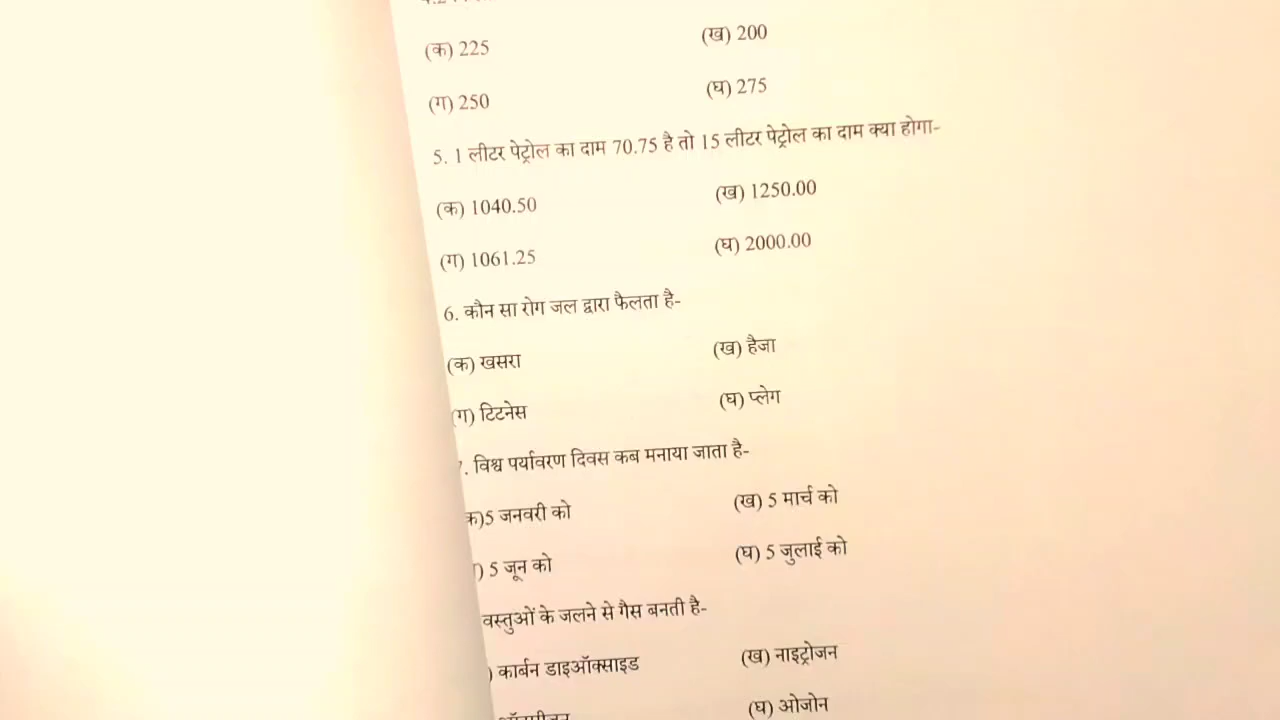 (क) 225 (ख) 200
(ग) 250 (घ) 275
5. 1 लीटर पेट्रोल का दाम 70.75 है तो 15 लीटर पेट्रोल का दाम क्या होगा-
(क) 1040.50 (ख) 1250.00
(ग) 1061.25 (घ) 2000.00
6. कौन सा रोग जल द्वारा फैलता है-
(क) खसरा (ख) हैजा
(ग) टिटनेस (घ) प्लेग
. विश्व पर्यावरण दिवस कब मनाया जाता है-
क)5 जनवरी को (ख) 5 मार्च को
) 5 जून को (घ) 5 जुलाई को
वस्तुओं के जलने से गैस बनती है-
) कार्बन डाइऑक्साइड (ख) नाइट्रोजन
(घ) ओजोन